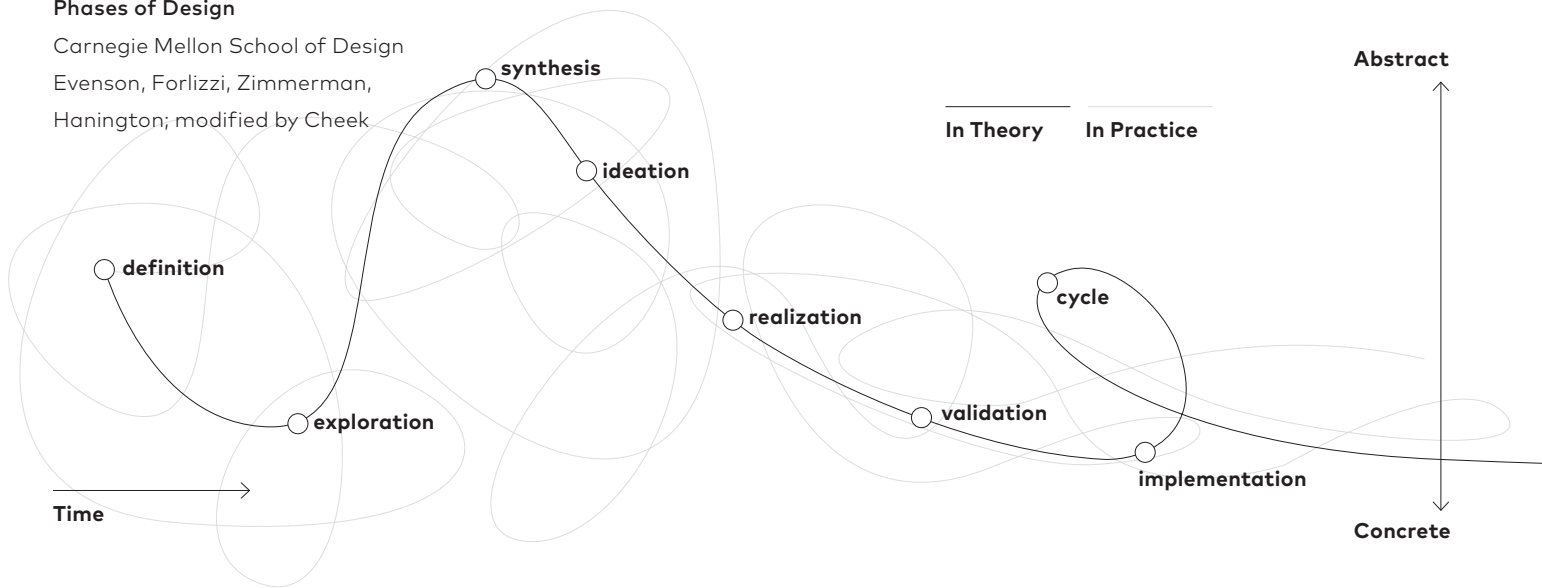 Phases of Design
Carnegie Mellon School of Design
Evenson, Forlizzi, Zimmerman,
Hanington; modified by Cheek
synthesis
ideation
definition
exploration
realization
validation
cycle
implementation
In Theory
In Practice
Abstract
Concrete
Time